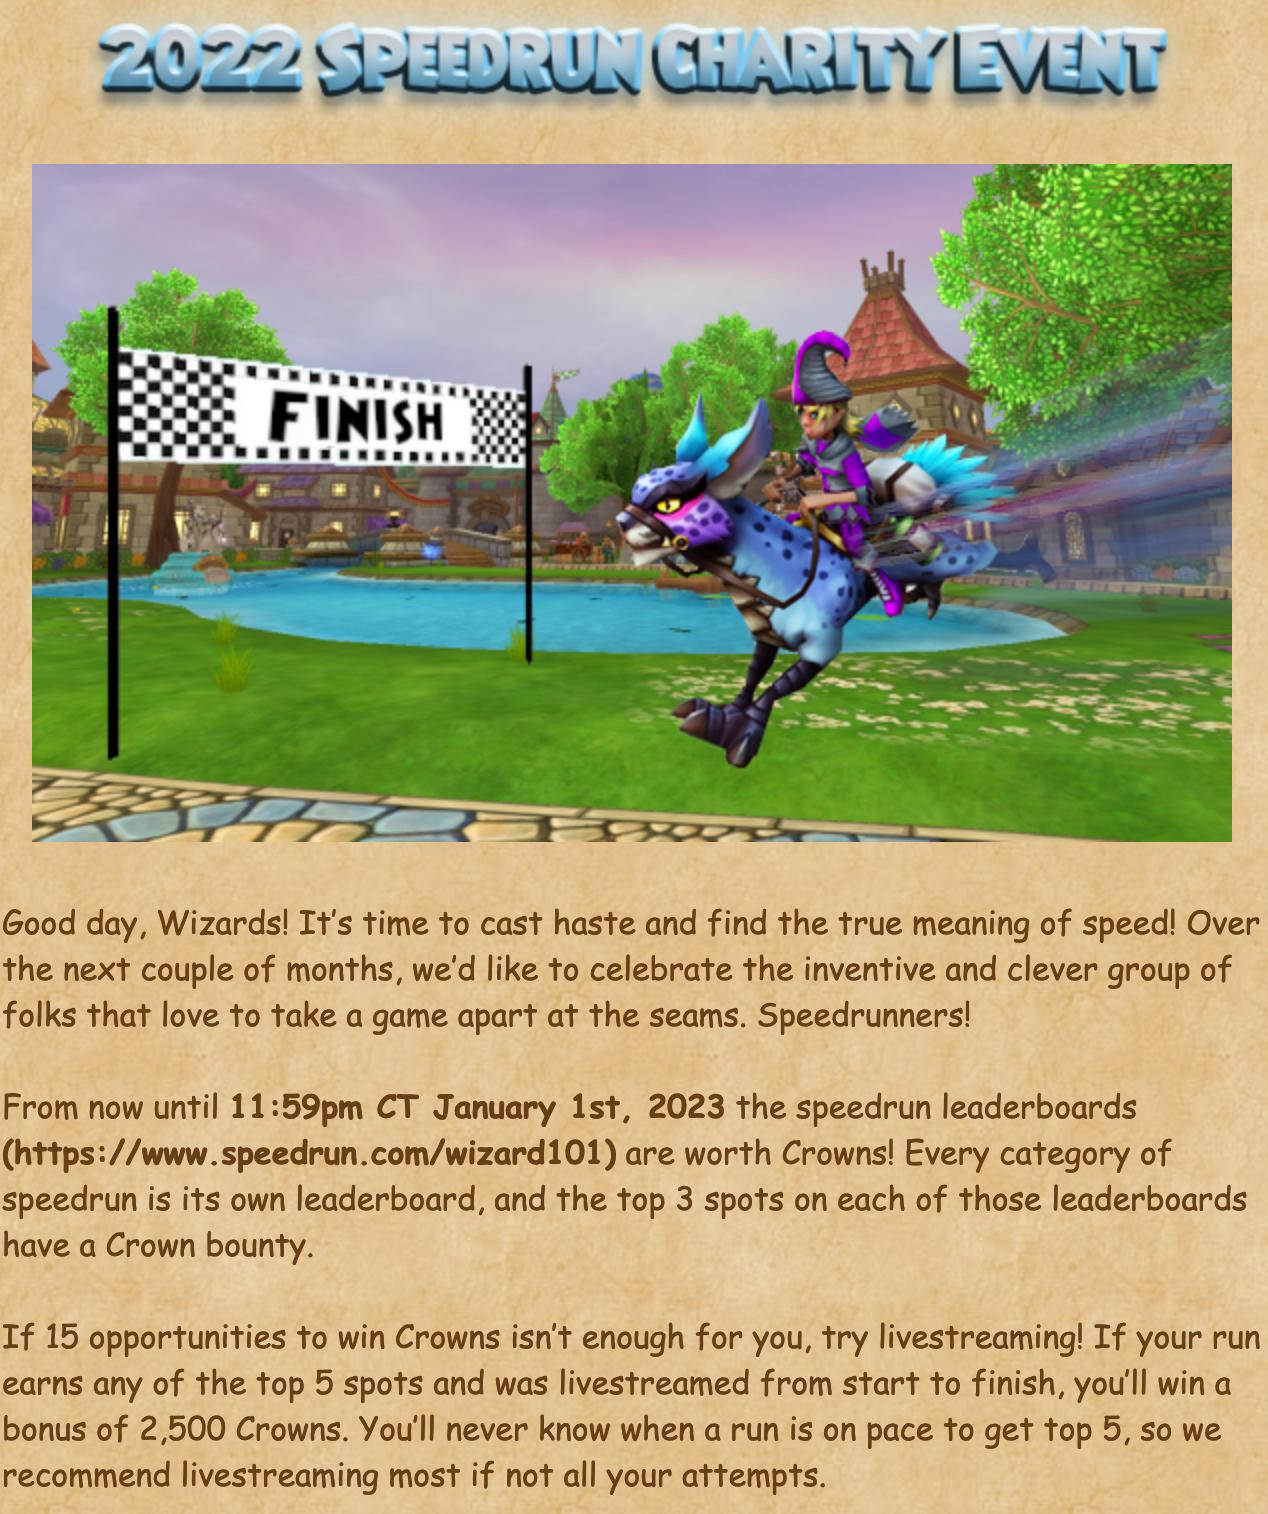 2022 Speedrun Charity Event
Finish
Good day, Wizards! It's time to cast haste and find the true meaning of speed! Over
the next couple of months, we'd like to celebrate the inventive and clever group of
folks that love to take a game apart at the seams. Speedrunners!
From now until 11:59pm CT January 1st, 2023 the speedrun leaderboards
(https://www.speedrun.com/wizard101) are worth Crowns! Every category of
speedrun is its own leaderboard, and the top 3 spots on each of those leaderboards
have a Crown bounty.
If 15 opportunities to win Crowns isn't enough for you, try livestreaming! If your run
earns any of the top 5 spots and was livestreamed from start to finish, you'll win a
bonus of 2,500 Crowns. You'll never know when a run is on pace to get top 5, so we
recommend livestreaming most if not all your attempts.